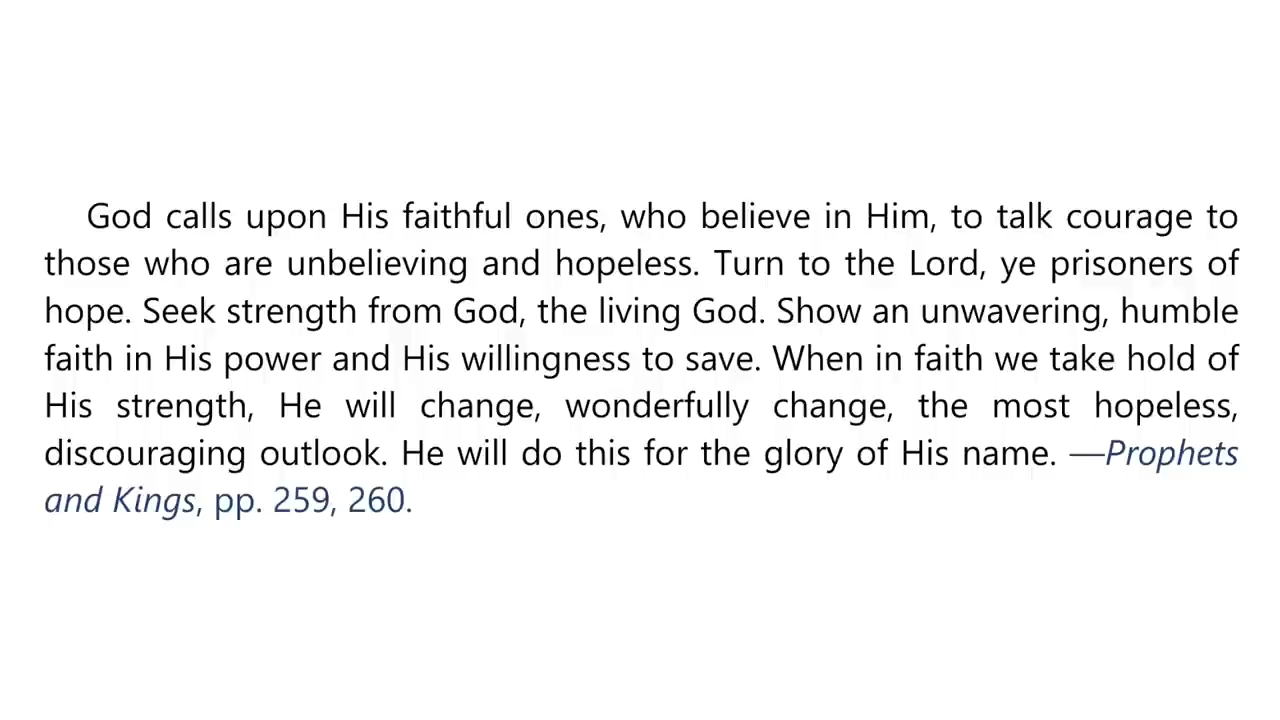 God calls upon His faithful ones, who believe in Him, to talk courage to
those who are unbelieving and hopeless. Turn to the Lord, ye prisoners of
hope. Seek strength from God, the living God. Show an unwavering, humble
faith in His power and His willingness to save. When in faith we take hold of
His strength, He will change, wonderfully change, the most hopeless,
discouraging outlook. He will do this for the glory of His name. —Prophets
and Kings, pp. 259, 260.